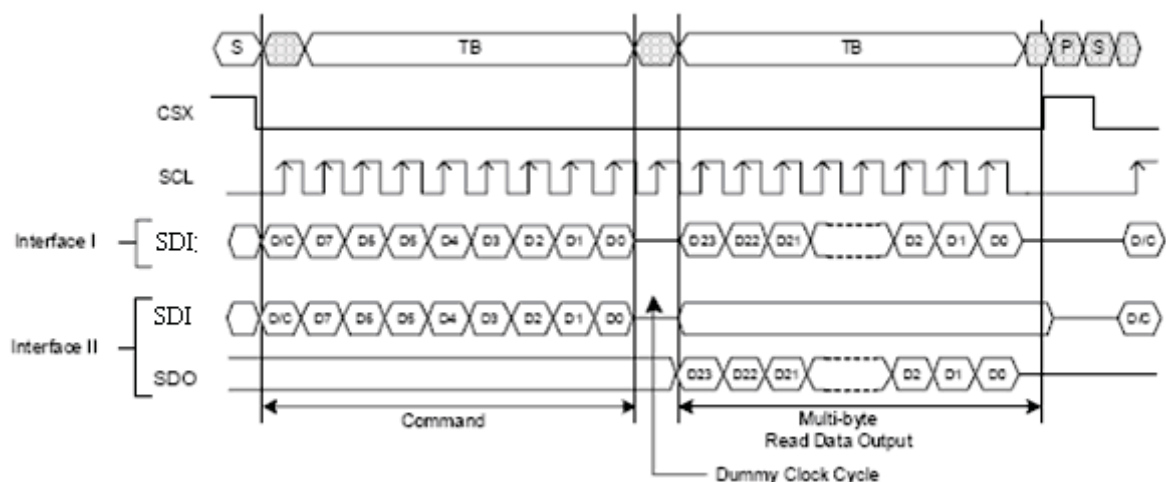 S TB TB P S
CSX
SCL
Interface I SDI: D/C D7 D6 D5 D4 D3 D2 D1 D0 D23 D22 D21 D2 D1 D0 D/C
Interface II SDI D/C D7 D6 D5 D4 D3 D2 D1 D0 D/C
SDO D23 D22 D21 D2 D1 D0
Command
Multi-byte
Read Data Output
Dummy Clock Cycle